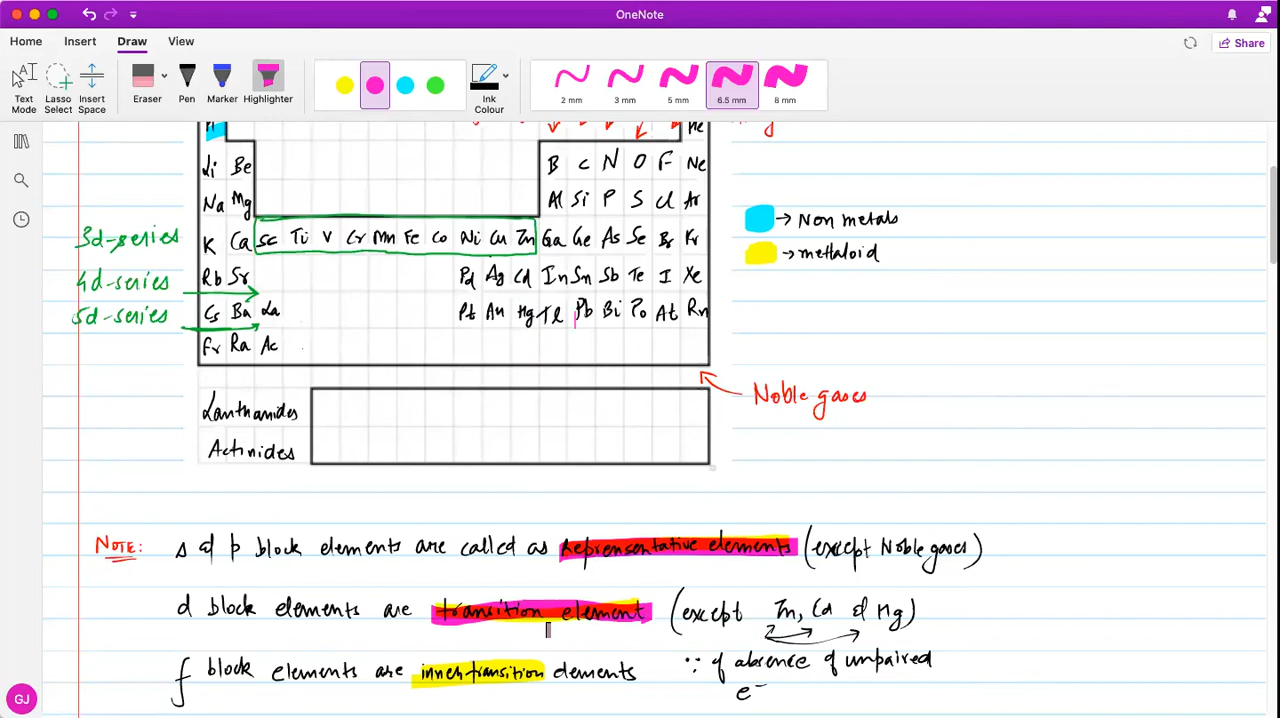 OneNote
Home Insert Draw View
Share
Text Mode
Lasso Select
Insert Space
Eraser
Pen
Marker
Highlighter
Ink Colour
2 mm 3 mm 5 mm 6.5 mm 8 mm
H He
Li Be B C N O F Ne
Na Mg Al Si P S Cl Ar
3d-series K Ca Sc Ti V Cr Mn Fe Co Ni Cu Zn Ga Ge As Se Br Kr
4d-series Rb Sr Pd Ag Cd In Sn Sb Te I Xe
5d-series Cs Ba La Pt Au Hg Tl Pb Bi Po At Rn
Fr Ra Ac
→ Non metals
→ metalloid
Noble gases
Lanthanides
Actinides
NOTE: s & p block elements are called as reprensentative elements (except Noble gases)
d block elements are transition element (except Zn, Cd & Hg)
f block elements are inner transition elements
∵ of absence of unpaired
e⁻
GJ